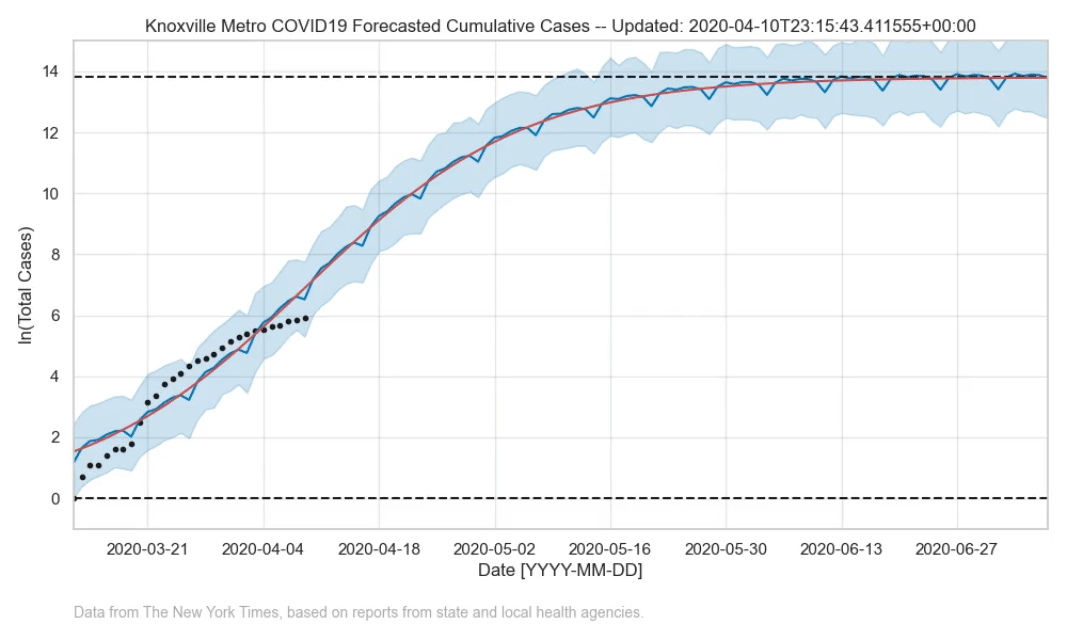 Knoxville Metro COVID19 Forecasted Cumulative Cases -- Updated: 2020-04-10T23:15:43.411555+00:00
14
12
10
8
6
4
2
0
ln(Total Cases)
2020-03-21 2020-04-04 2020-04-18 2020-05-02 2020-05-16 2020-05-30 2020-06-13 2020-06-27
Date [YYYY-MM-DD]
Data from The New York Times, based on reports from state and local health agencies.